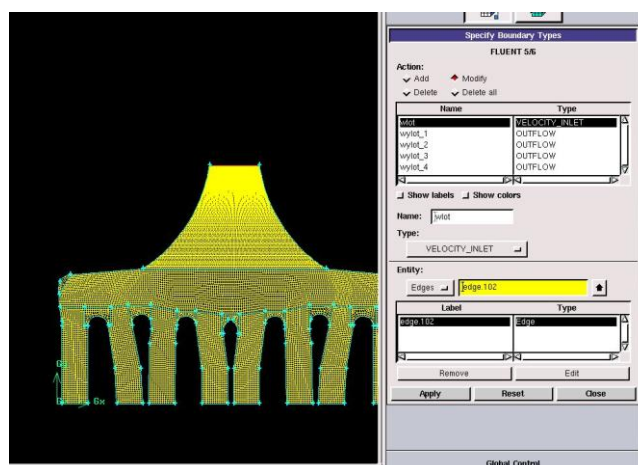 Specify Boundary Types
FLUENT 5/6
Action:
Add Modify
Delete Delete all
Name Type
wlot VELOCITY_INLET
wylot_1 OUTFLOW
wylot_2 OUTFLOW
wylot_3 OUTFLOW
wylot_4 OUTFLOW
Show labels Show colors
Name: wlot
Type:
VELOCITY_INLET
Entity:
Edges edge.102
Label Type
edge.102 Edge
Remove Edit
Apply Reset Close
Global Control
Gy
Gx